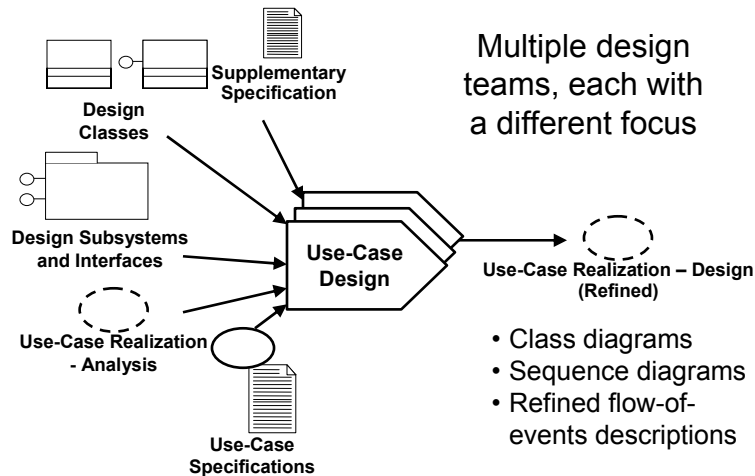 Supplementary
Specification
Multiple design
teams, each with
a different focus
Design
Classes
Design Subsystems
and Interfaces
Use-Case
Design
Use-Case Realization – Design
(Refined)
Use-Case Realization
- Analysis
• Class diagrams
• Sequence diagrams
• Refined flow-of-
events descriptions
Use-Case
Specifications